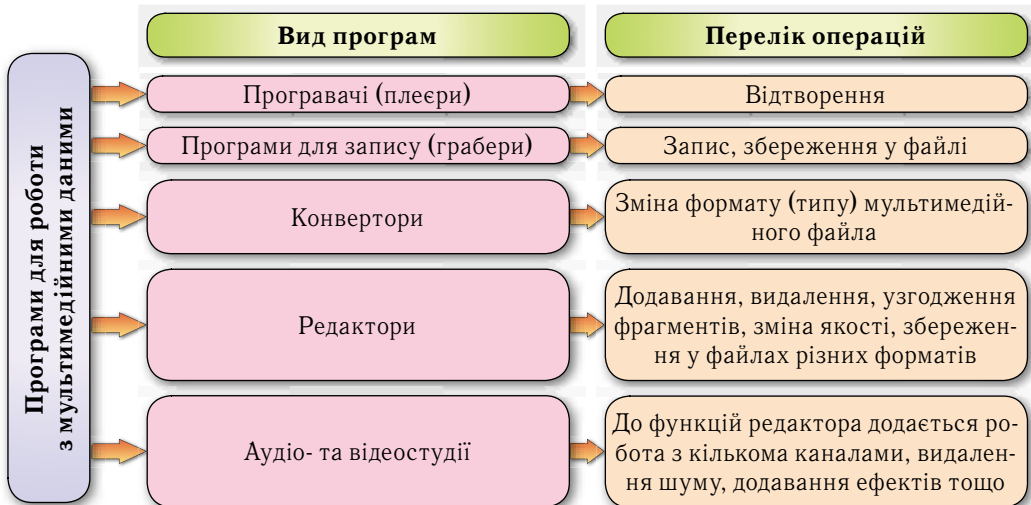 Програми для роботи
з мультимедійними даними
Вид програм
Перелік операцій
Програвачі (плеєри)
Відтворення
Програми для запису (грабери)
Запис, збереження у файлі
Конвертори
Зміна формату (типу) мультимедій-
ного файла
Редактори
Додавання, видалення, узгодження
фрагментів, зміна якості, збережен-
ня у файлах різних форматів
Аудіо- та відеостудії
До функцій редактора додається ро-
бота з кількома каналами, видален-
ня шуму, додавання ефектів тощо